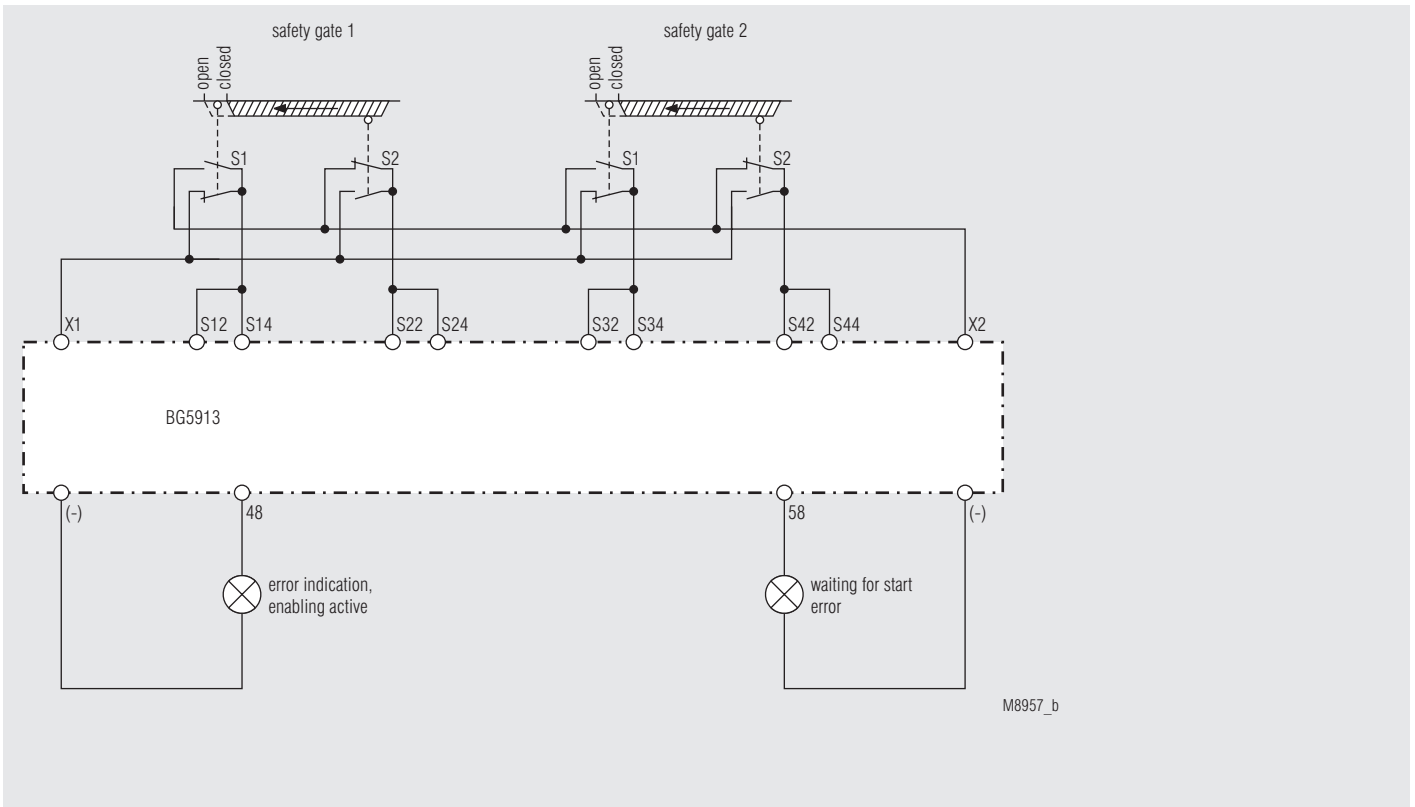 safety gate 1
safety gate 2
open
closed
open
closed
S1
S2
S1
S2
X1
S12
S14
S22
S24
S32
S34
S42
S44
X2
BG5913
(-)
48
58
(-)
error indication,
enabling active
waiting for start
error
M8957_b